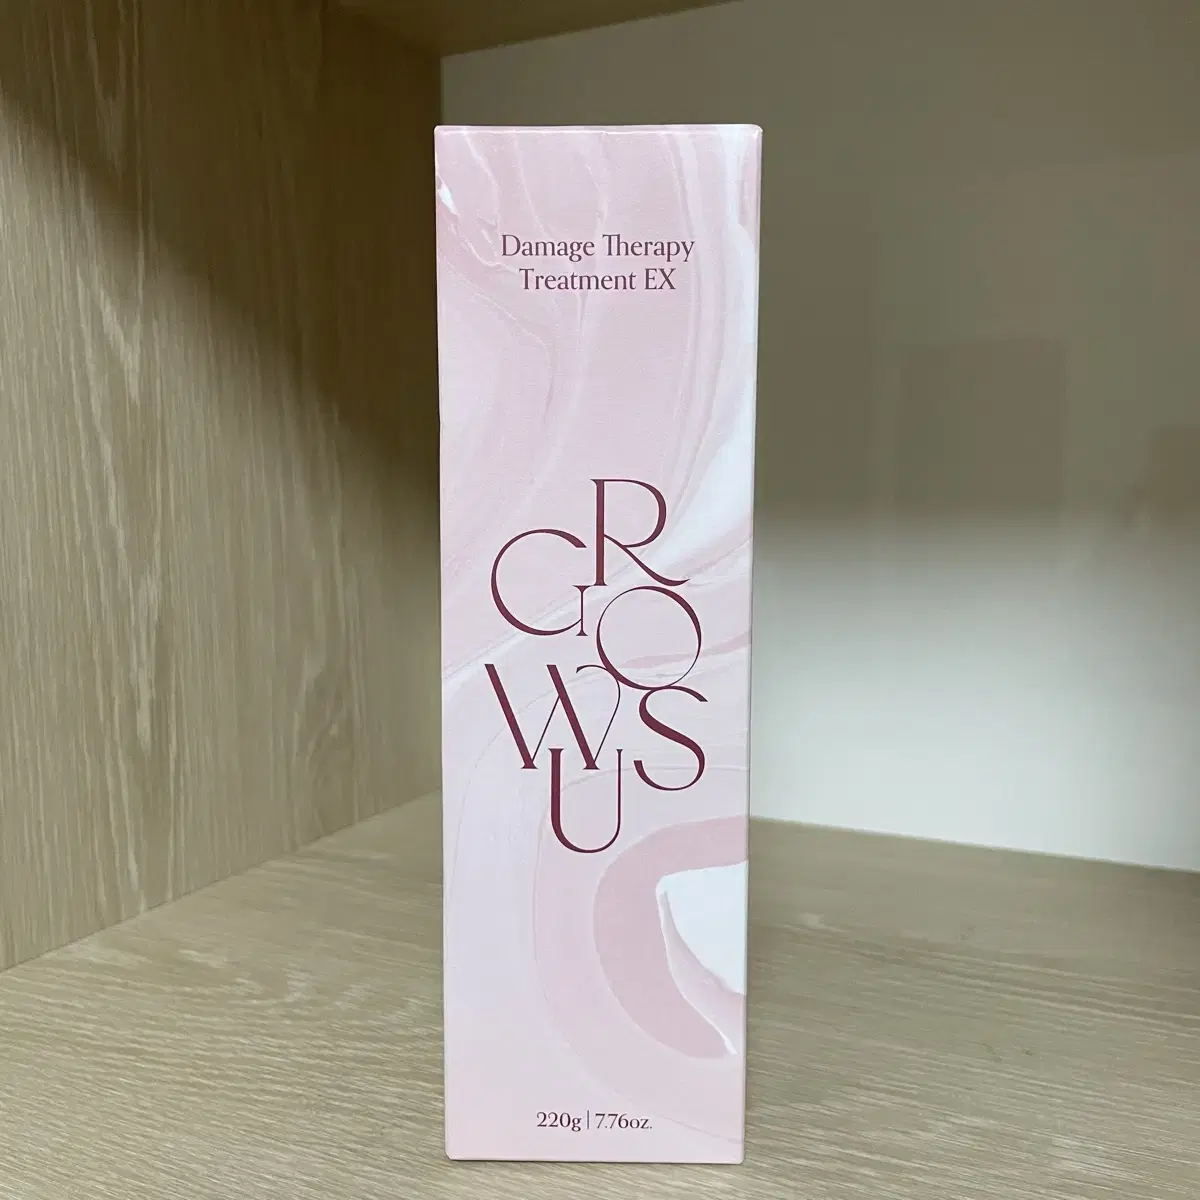 Damage Therapy
Treatment EX
GROWUS
220g | 7.76oz.